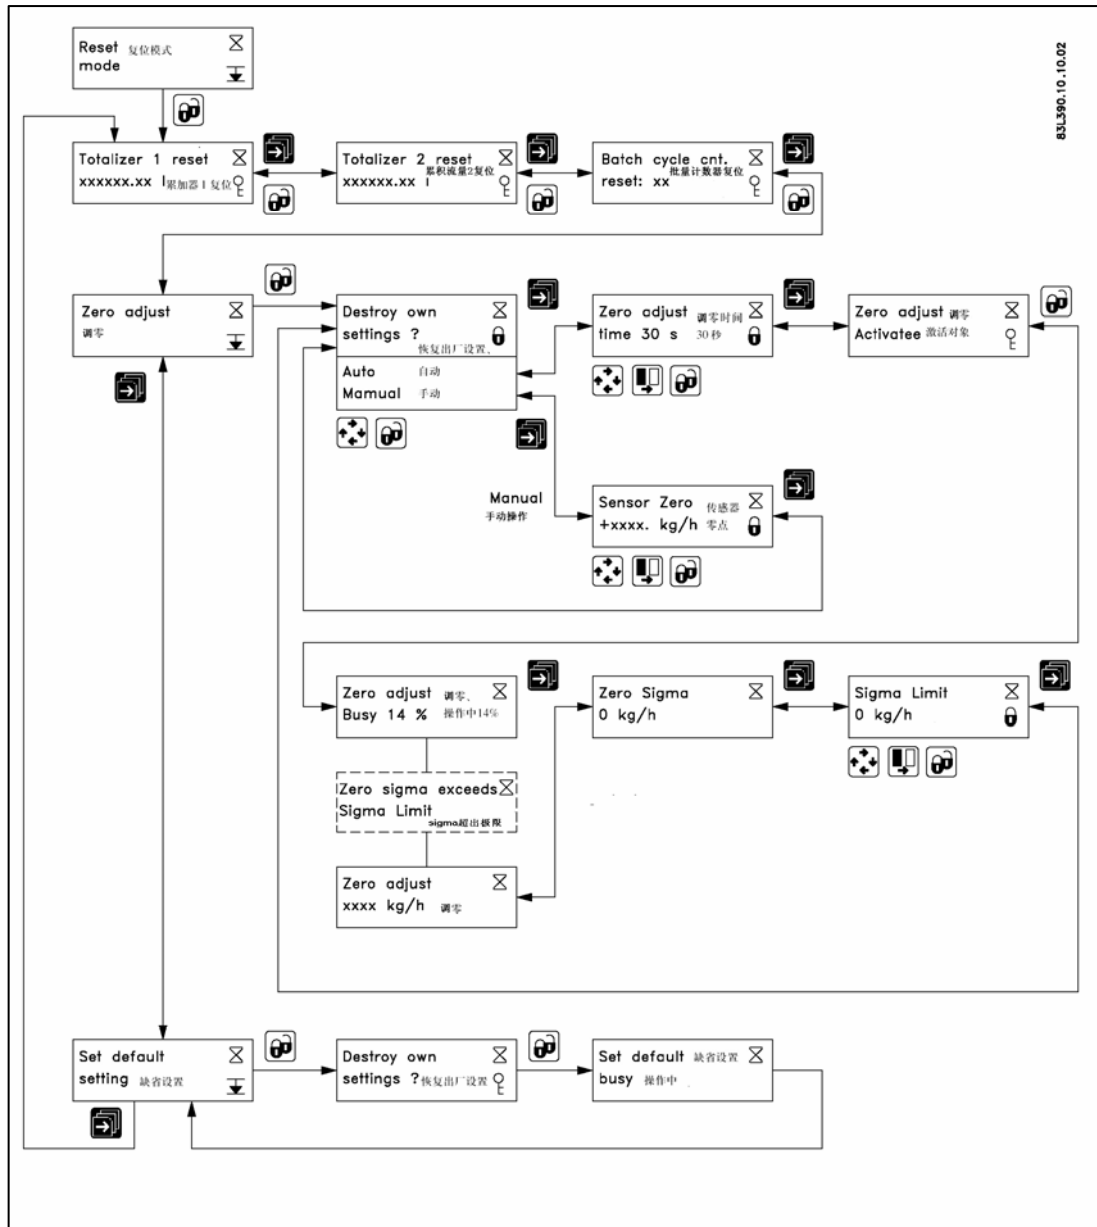 Reset 复位模式
mode
83L390.10.10.02
Totalizer 1 reset
xxxxxx.xx l 累加器 1 复位
Totalizer 2 reset
累积流量2复位
xxxxxx.xx l
Batch cycle cnt.
批量计数器复位
reset: xx
Zero adjust
调零
Destroy own
settings ?
恢复出厂设置、
Auto 自动
Mamual 手动
Zero adjust 调零时间
time 30 s 30秒
Zero adjust 调零
Activatee 激活对象
Manual
手动操作
Sensor Zero 传感器
+xxxx. kg/h 零点
Zero adjust 调零、
Busy 14 % 操作中14%
Zero Sigma
0 kg/h
Sigma Limit
0 kg/h
Zero sigma exceeds
Sigma Limit
sigma超出极限
Zero adjust
xxxx kg/h 调零
Set default
setting 缺省设置
Destroy own
settings ?恢复出厂设置
Set default 缺省设置
busy 操作中